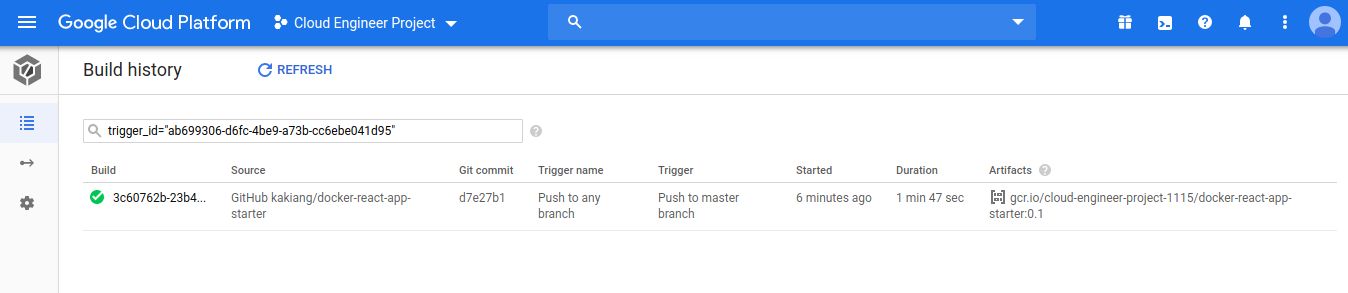 Google Cloud Platform Cloud Engineer Project
Build history REFRESH
trigger_id="ab699306-d6fc-4be9-a73b-cc6ebe041d95"
Build Source Git commit Trigger name Trigger Started Duration Artifacts
3c60762b-23b4... GitHub kakiang/docker-react-app- d7e27b1 Push to any Push to master 6 minutes ago 1 min 47 sec gcr.io/cloud-engineer-project-1115/docker-react-app-
starter branch branch starter:0.1